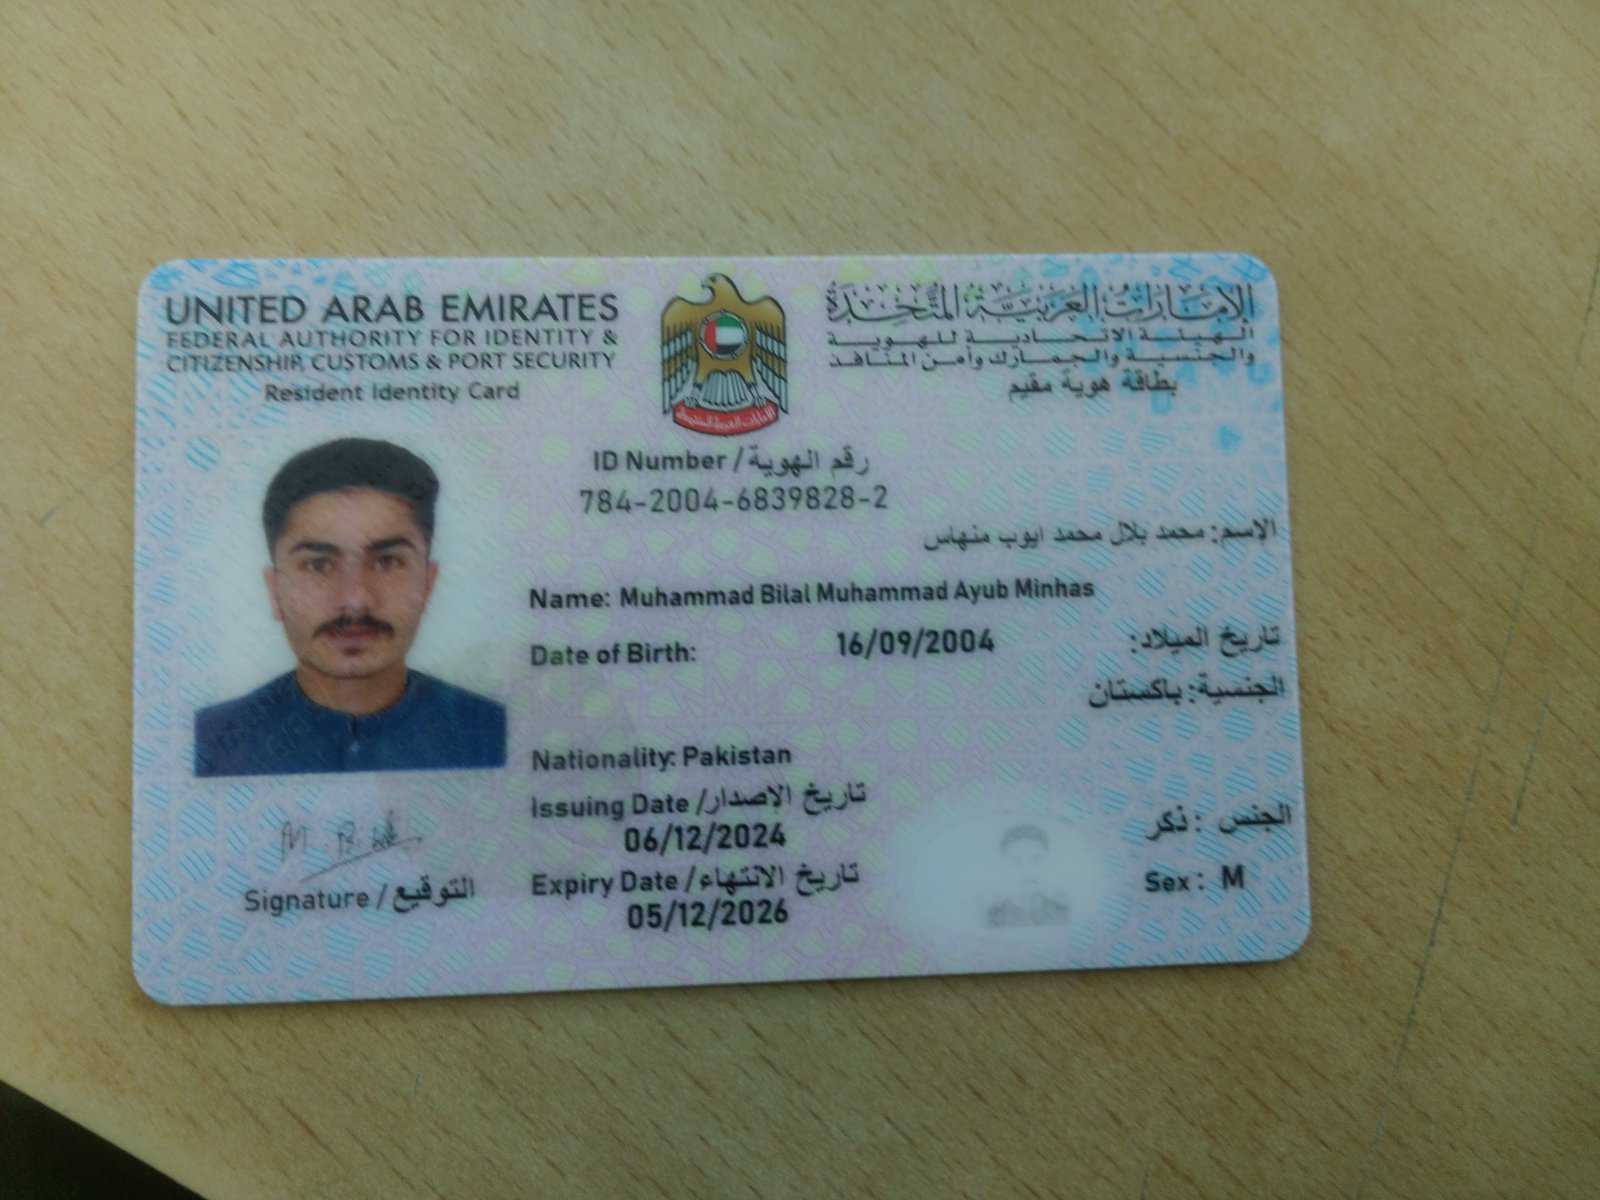 UNITED ARAB EMIRATES
FEDERAL AUTHORITY FOR IDENTITY &
CITIZENSHIP, CUSTOMS & PORT SECURITY
Resident Identity Card
الإمارات العربية المتحدة
الهيئة الاتحادية للهوية
والجنسية والجمارك وأمن المنافذ
بطاقة هوية مقيم
ID Number / رقم الهوية
784-2004-6839828-2
الاسم: محمد بلال محمد ايوب منهاس
Name: Muhammad Bilal Muhammad Ayub Minhas
Date of Birth: 16/09/2004 تاريخ الميلاد:
الجنسية: باكستان
Nationality: Pakistan
Issuing Date / تاريخ الإصدار
06/12/2024
الجنس : ذكر
Expiry Date / تاريخ الانتهاء
05/12/2026
Sex : M
Signature / التوقيع